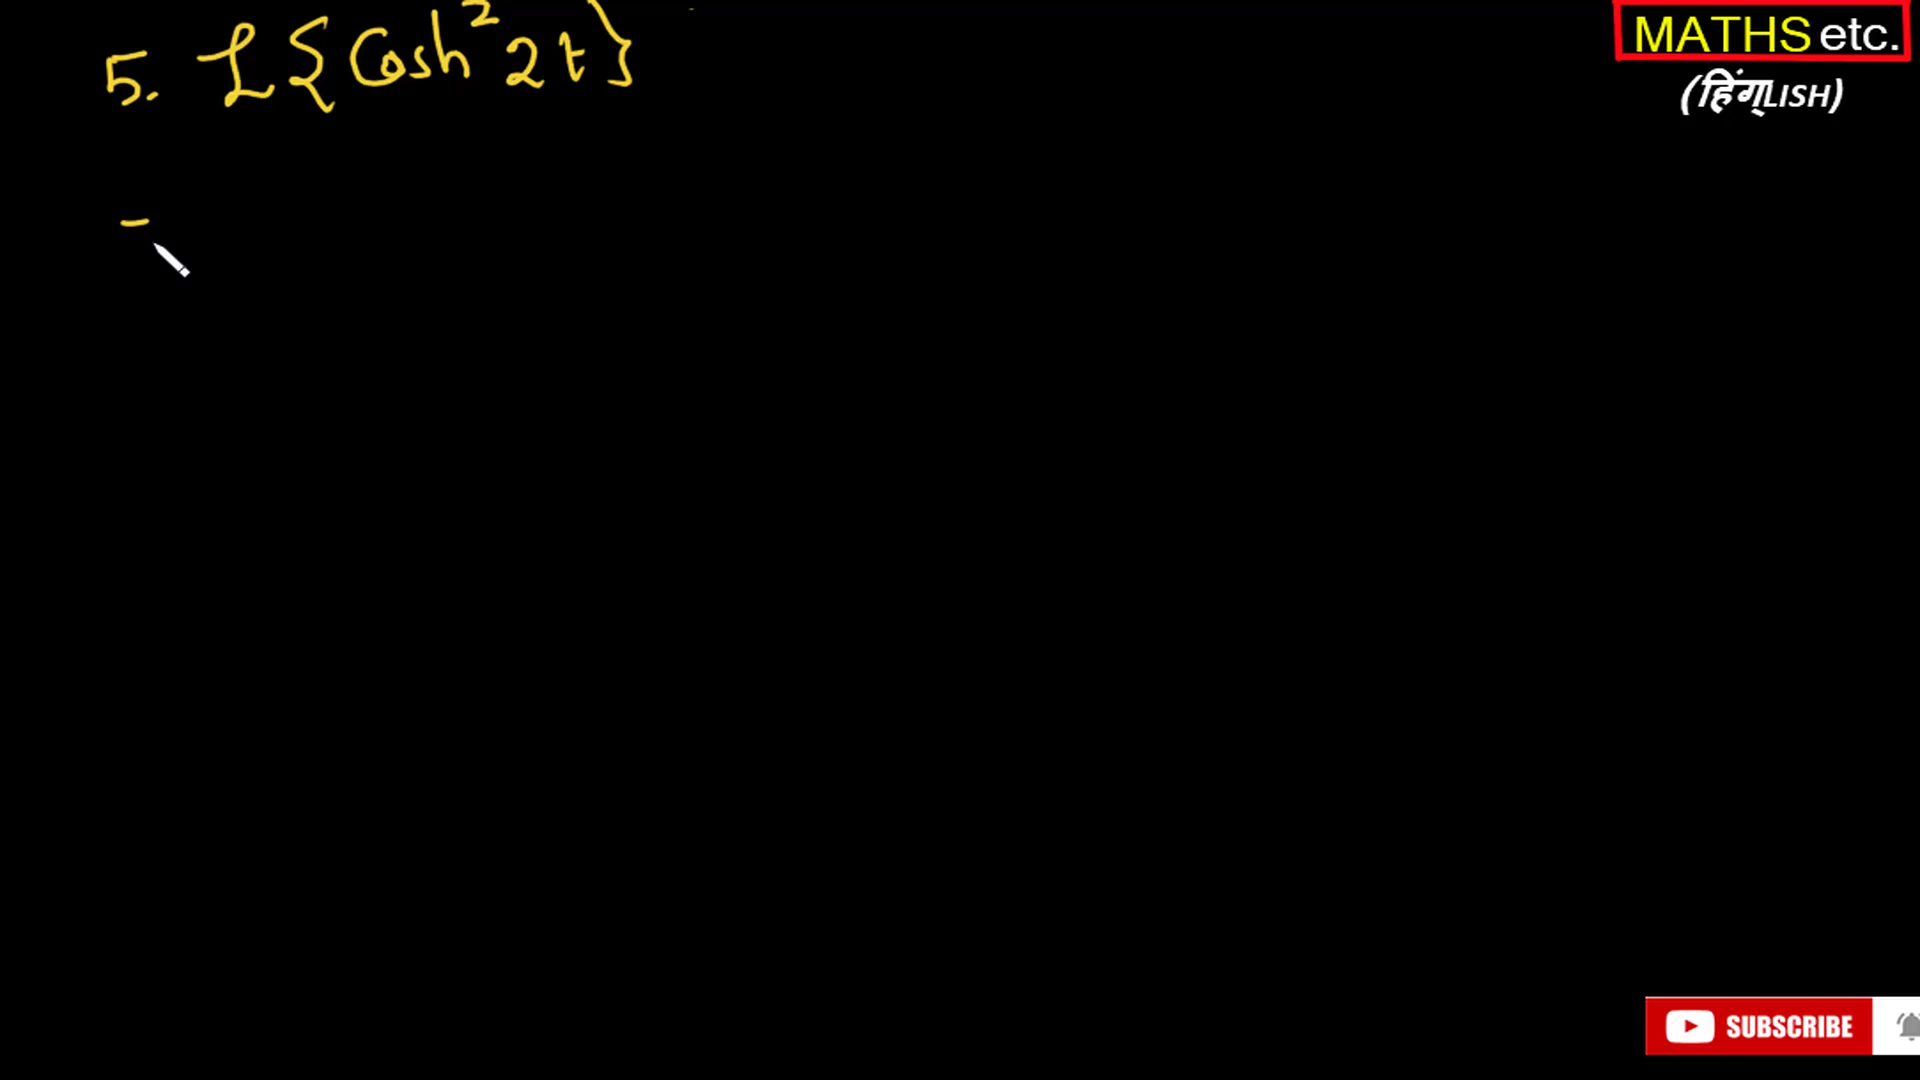 5. ℒ{Cosh²2t}
MATHS etc.
(हिंग्LISH)
SUBSCRIBE